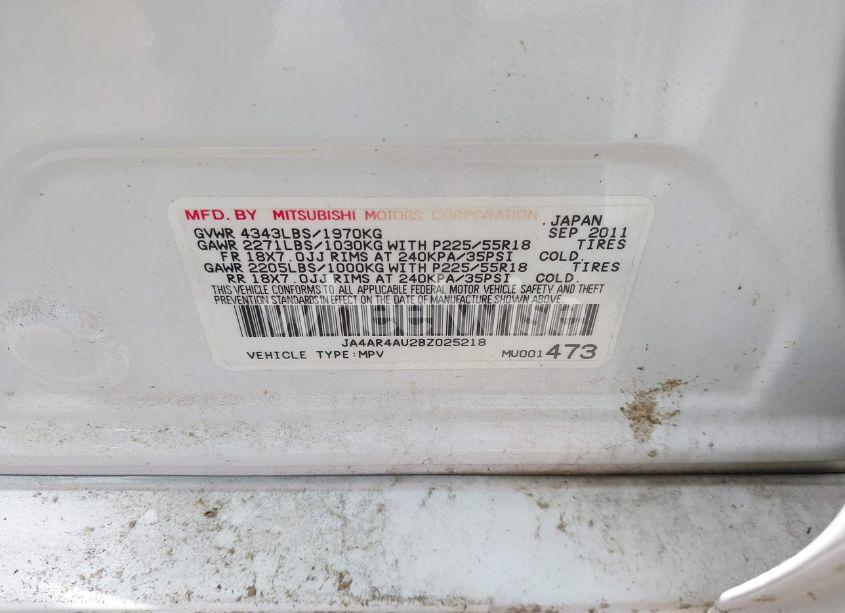 MFD. BY MITSUBISHI MOTORS CORPORATION, JAPAN
GVWR 4343LBS/1970KG SEP 2011
GAWR 2271LBS/1030KG WITH P225/55R18 TIRES
FR 18X7.0JJ RIMS AT 240KPA/35PSI COLD.
GAWR 2205LBS/1000KG WITH P225/55R18 TIRES
RR 18X7.0JJ RIMS AT 240KPA/35PSI COLD.
THIS VEHICLE CONFORMS TO ALL APPLICABLE FEDERAL MOTOR VEHICLE SAFETY AND THEFT
PREVENTION STANDARDS IN EFFECT ON THE DATE OF MANUFACTURE SHOWN ABOVE.
JA4AR4AU2BZ025218
VEHICLE TYPE:MPV MU001473